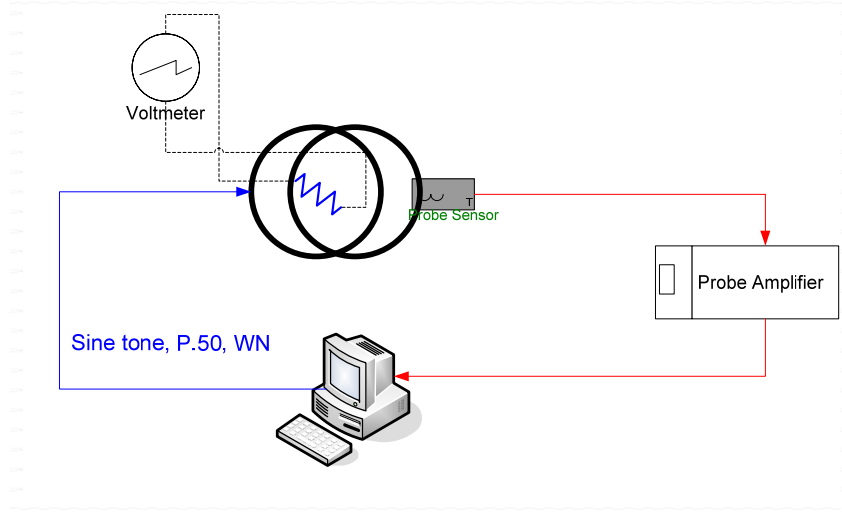 Voltmeter
T
Probe Sensor
Probe Amplifier
Sine tone, P.50, WN